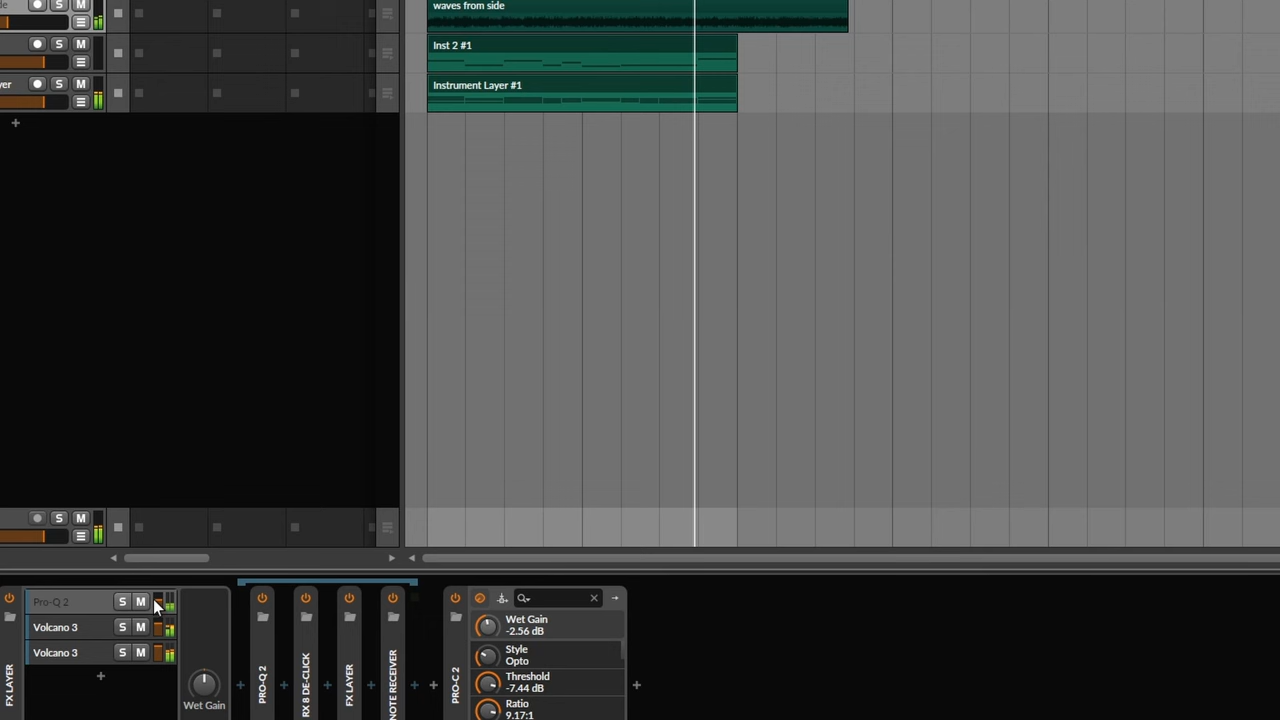 waves from side
S M
Inst 2 #1
S M
yer
S M
Instrument Layer #1
S M
Pro-Q 2
S M
Volcano 3
S M
Volcano 3
S M
FX LAYER
Wet Gain
PRO-Q 2
RX 8 DE-CLICK
FX LAYER
NOTE RECEIVER
PRO-C 2
Wet Gain
-2.56 dB
Style
Opto
Threshold
-7.44 dB
Ratio
9.17:1